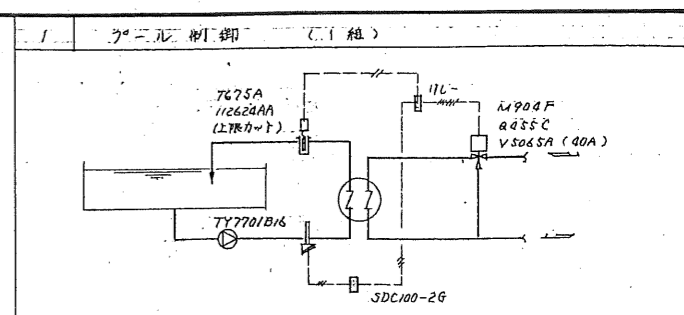 1 プール制御 (1組)
T675A
112624AA
(上限カット)
リレー
M904F
Q455C
V5065A (40A)
TY7701B16
SDC100-2G